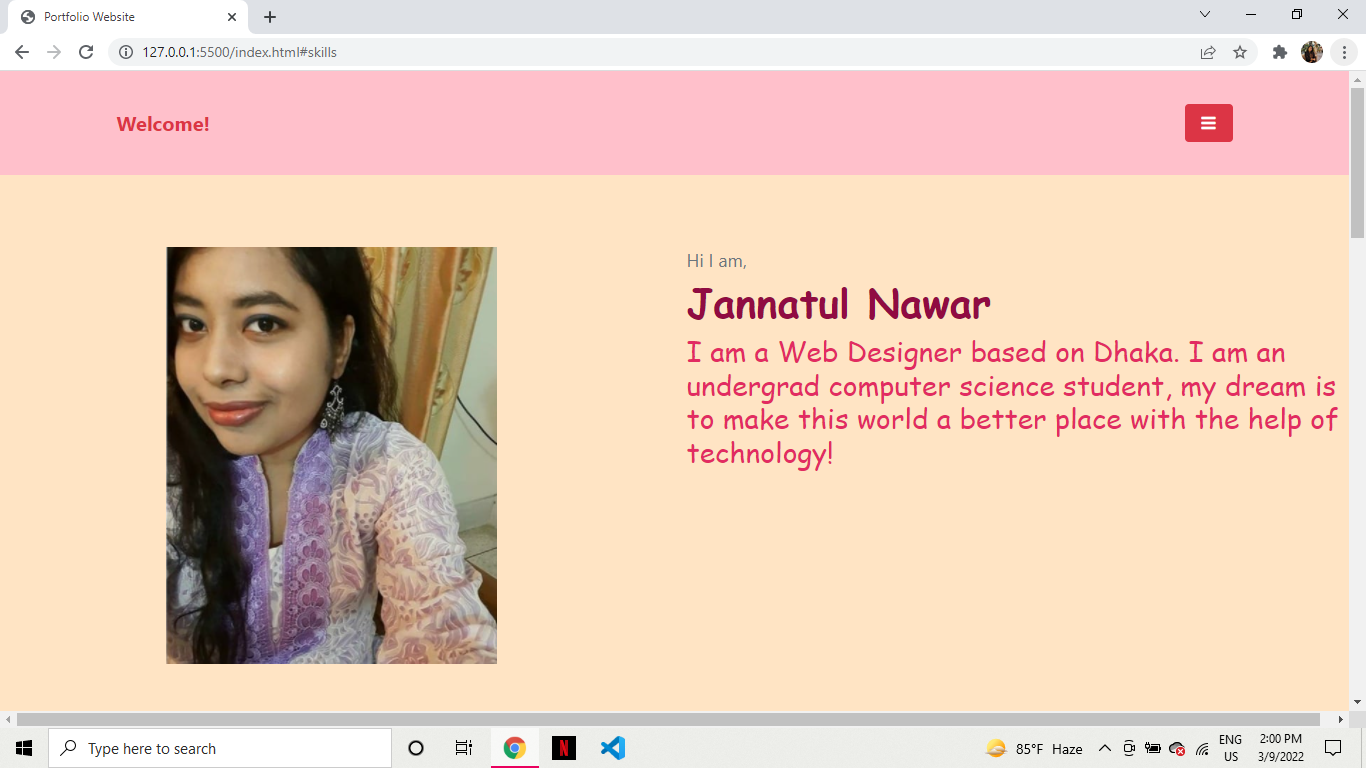 Portfolio Website
127.0.0.1:5500/index.html#skills
Welcome!
Hi I am,
Jannatul Nawar
I am a Web Designer based on Dhaka. I am an
undergrad computer science student, my dream is
to make this world a better place with the help of
technology!
Type here to search
N
85°F Haze
ENG
US
2:00 PM
3/9/2022